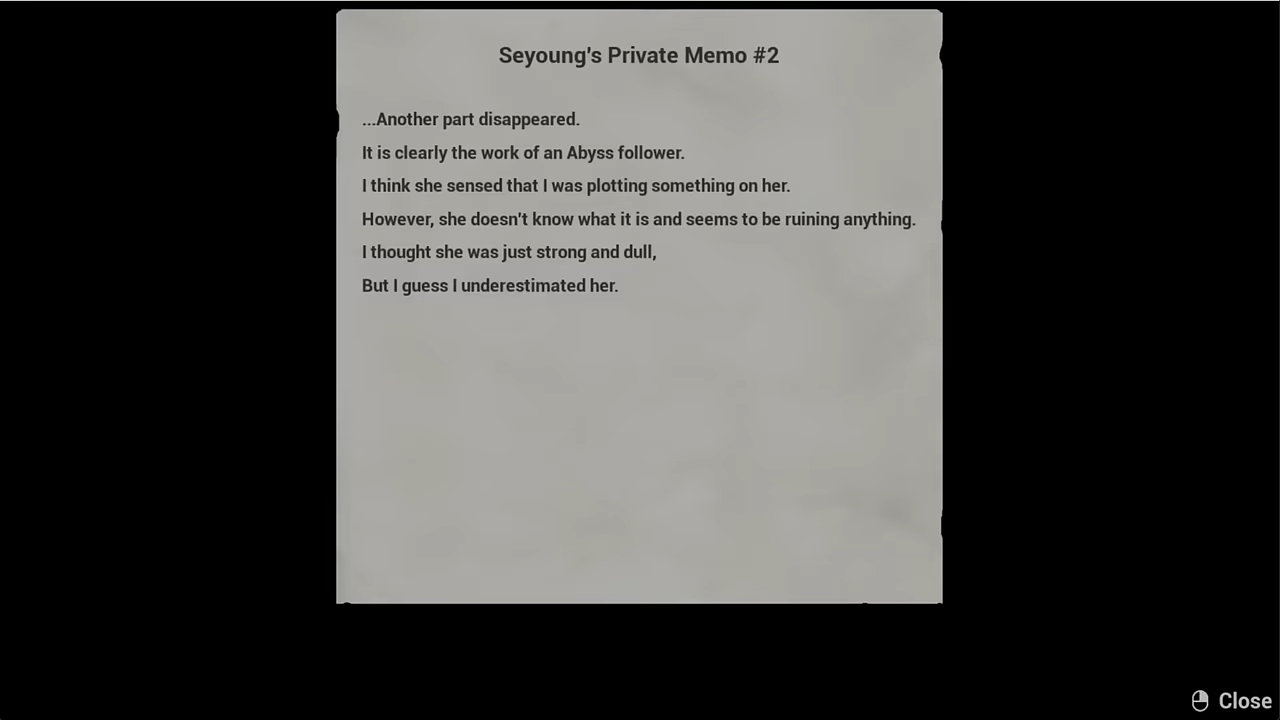 Seyoung's Private Memo #2
...Another part disappeared.
It is clearly the work of an Abyss follower.
I think she sensed that I was plotting something on her.
However, she doesn't know what it is and seems to be ruining anything.
I thought she was just strong and dull,
But I guess I underestimated her.
Close